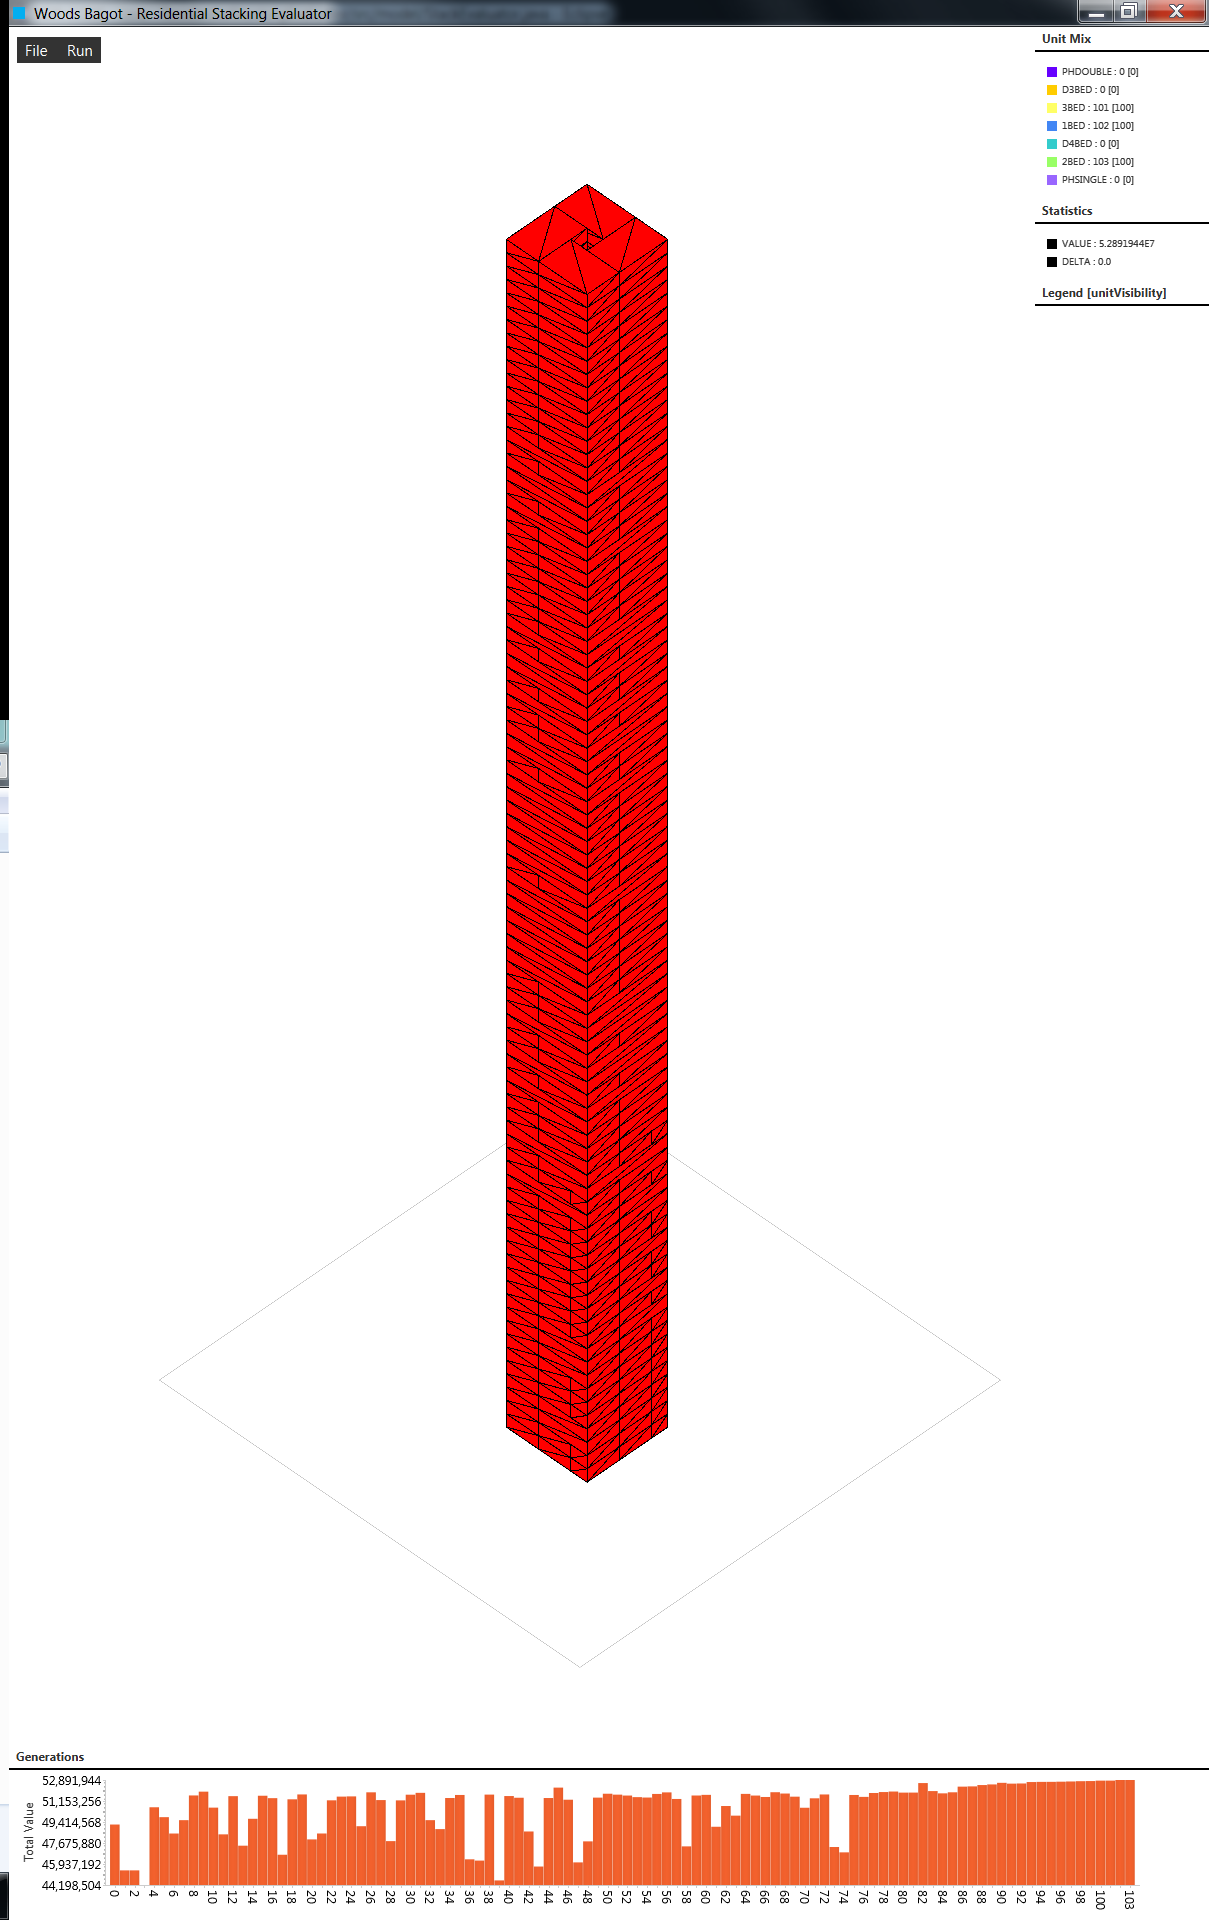 Woods Bagot - Residential Stacking Evaluator
File Run
Unit Mix
PHDOUBLE : 0 [0]
D3BED : 0 [0]
3BED : 101 [100]
1BED : 102 [100]
D4BED : 0 [0]
2BED : 103 [100]
PHSINGLE : 0 [0]
Statistics
VALUE : 5.2891944E7
DELTA : 0.0
Legend [unitVisibility]
Generations
Total Value
52,891,944
51,153,256
49,414,568
47,675,880
45,937,192
44,198,504
0 2 4 6 8 10 12 14 16 18 20 22 24 26 28 30 32 34 36 38 40 42 44 46 48 50 52 54 56 58 60 62 64 66 68 70 72 74 76 78 80 82 84 86 88 90 92 94 96 98 100 103